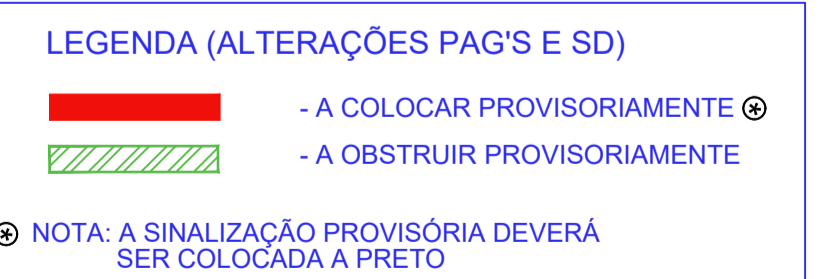 LEGENDA (ALTERAÇÕES PAG'S E SD)
- A COLOCAR PROVISORIAMENTE ⊛
- A OBSTRUIR PROVISORIAMENTE
⊛ NOTA: A SINALIZAÇÃO PROVISÓRIA DEVERÁ
SER COLOCADA A PRETO